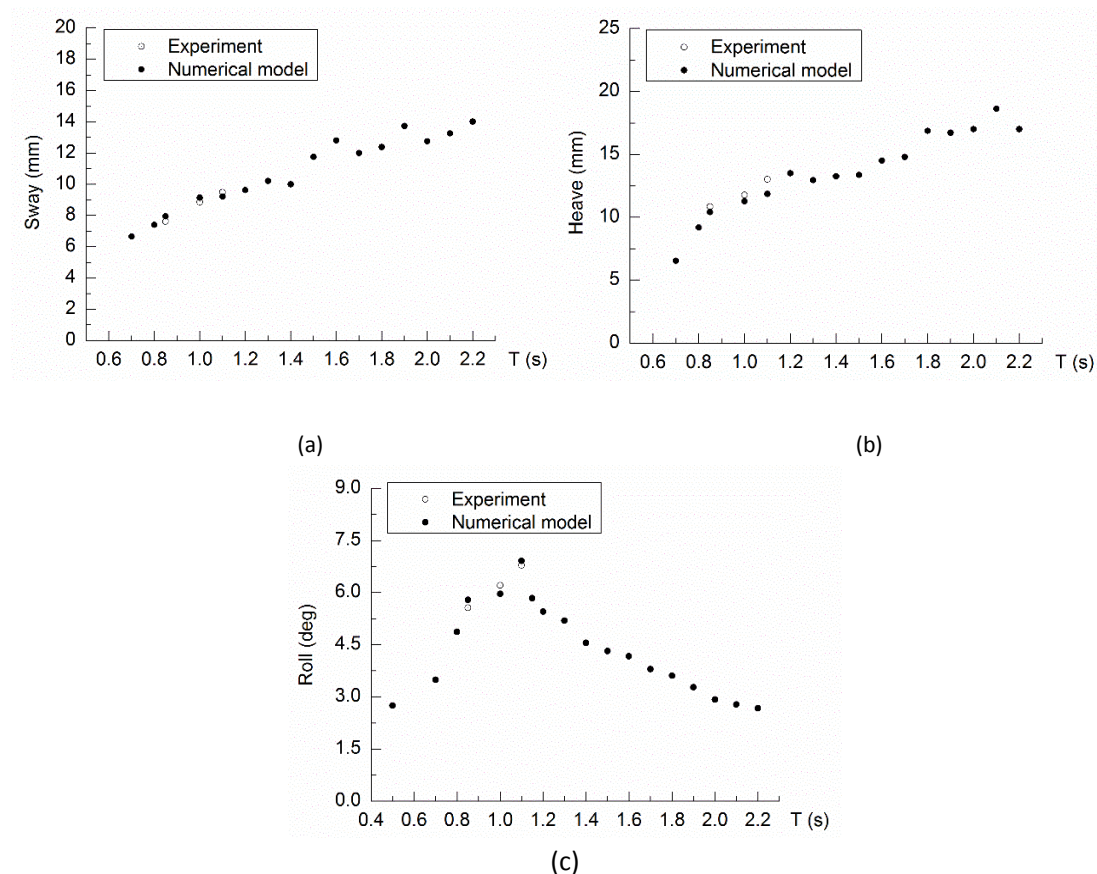 20
18
16
14
12
10
8
6
4
2
0
Sway (mm)
Experiment
Numerical model
0.6 0.8 1.0 1.2 1.4 1.6 1.8 2.0 2.2 T (s)
(a)
25
20
15
10
5
0
Heave (mm)
Experiment
Numerical model
0.6 0.8 1.0 1.2 1.4 1.6 1.8 2.0 2.2 T (s)
(b)
9.0
7.5
6.0
4.5
3.0
1.5
0.0
Roll (deg)
Experiment
Numerical model
0.4 0.6 0.8 1.0 1.2 1.4 1.6 1.8 2.0 2.2 T (s)
(c)